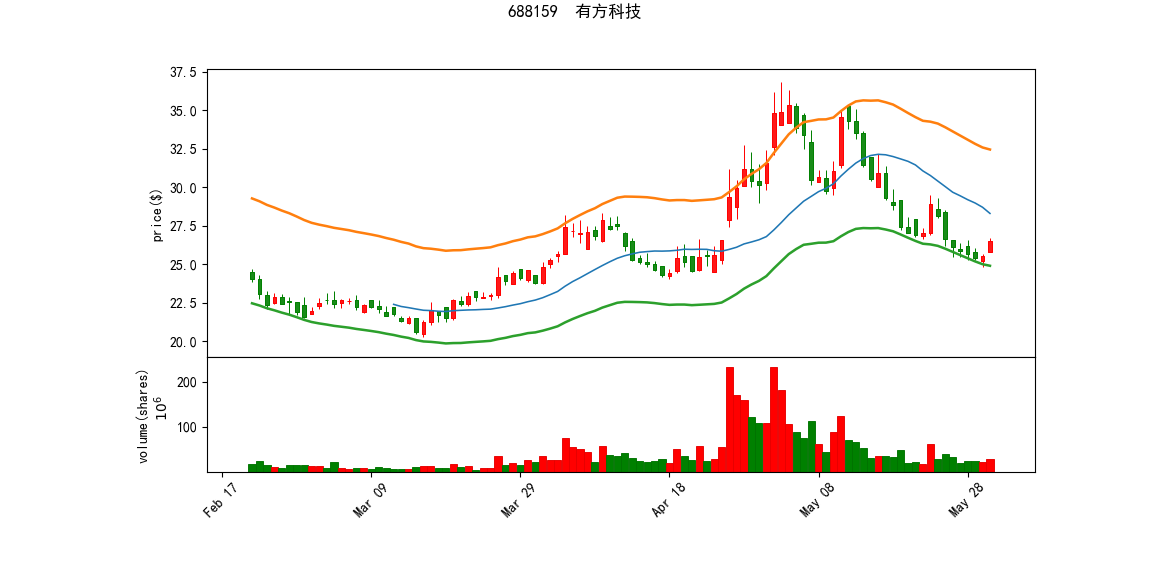 688159 有方科技
37.5
35.0
32.5
30.0
27.5
25.0
22.5
20.0
price($)
200
100
volume(shares)
10^6
Feb 17
Mar 09
Mar 29
Apr 18
May 08
May 28